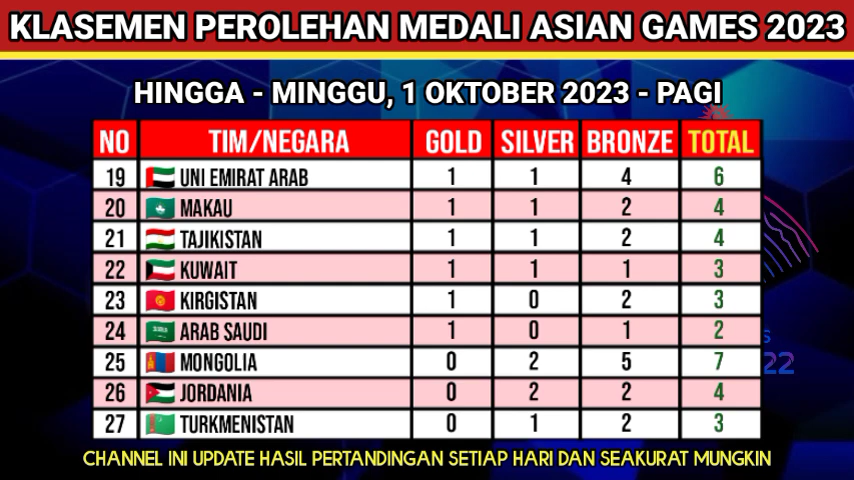 KLASEMEN PEROLEHAN MEDALI ASIAN GAMES 2023
HINGGA - MINGGU, 1 OKTOBER 2023 - PAGI
NO TIM/NEGARA GOLD SILVER BRONZE TOTAL
19 UNI EMIRAT ARAB 1 1 4 6
20 MAKAU 1 1 2 4
21 TAJIKISTAN 1 1 2 4
22 KUWAIT 1 1 1 3
23 KIRGISTAN 1 0 2 3
24 ARAB SAUDI 1 0 1 2
25 MONGOLIA 0 2 5 7
26 JORDANIA 0 2 2 4
27 TURKMENISTAN 0 1 2 3
22
CHANNEL INI UPDATE HASIL PERTANDINGAN SETIAP HARI DAN SEAKURAT MUNGKIN